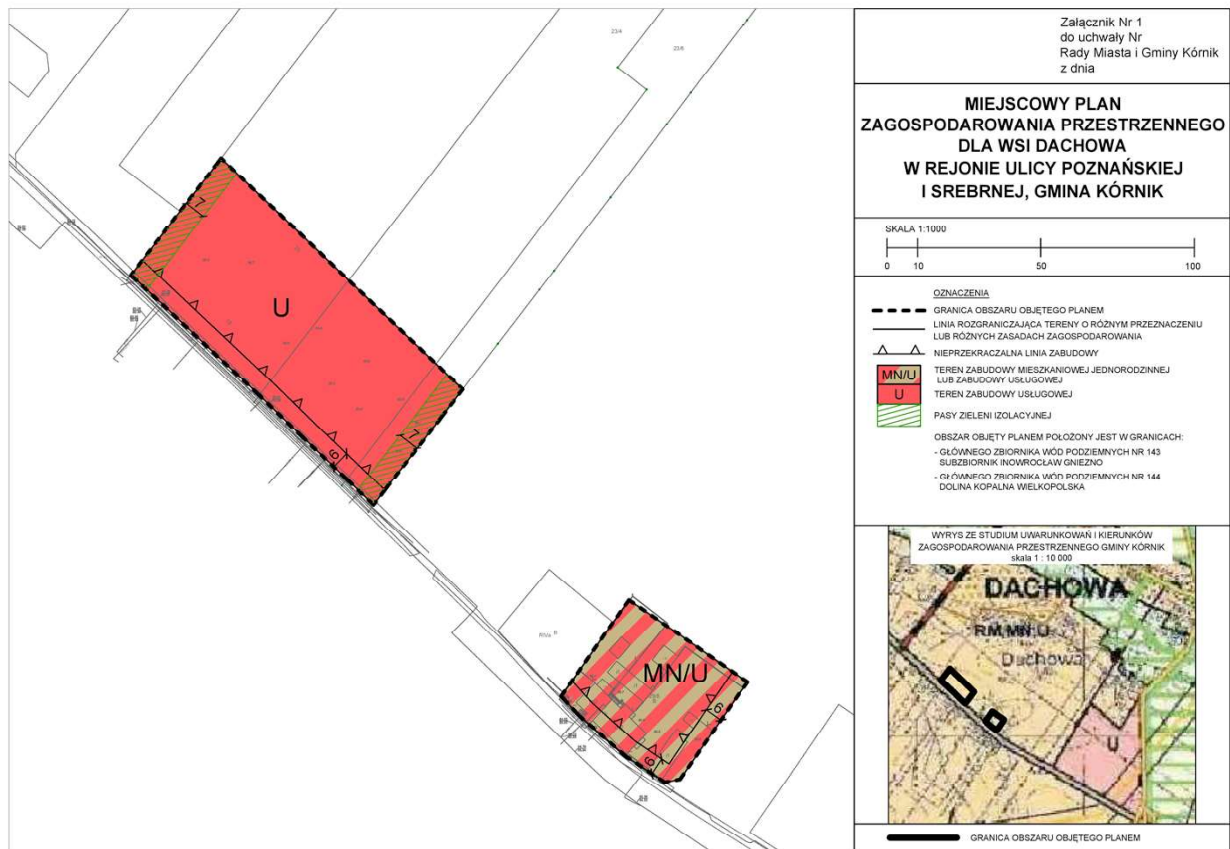 23/4
23/6
7
U
7
6
RIVa
MN/U
6
6
Załącznik Nr 1
do uchwały Nr
Rady Miasta i Gminy Kórnik
z dnia
MIEJSCOWY PLAN
ZAGOSPODAROWANIA PRZESTRZENNEGO
DLA WSI DACHOWA
W REJONIE ULICY POZNAŃSKIEJ
I SREBRNEJ, GMINA KÓRNIK
SKALA 1:1000
0 10 50 100
OZNACZENIA
GRANICA OBSZARU OBJĘTEGO PLANEM
LINIA ROZGRANICZAJĄCA TERENY O RÓŻNYM PRZEZNACZENIU
LUB RÓŻNYCH ZASADACH ZAGOSPODAROWANIA
NIEPRZEKRACZALNA LINIA ZABUDOWY
MN/U TEREN ZABUDOWY MIESZKANIOWEJ JEDNORODZINNEJ
LUB ZABUDOWY USŁUGOWEJ
U TEREN ZABUDOWY USŁUGOWEJ
PASY ZIELENI IZOLACYJNEJ
OBSZAR OBJĘTY PLANEM POŁOŻONY JEST W GRANICACH:
- GŁÓWNEGO ZBIORNIKA WÓD PODZIEMNYCH NR 143
SUBZBIORNIK INOWROCŁAW GNIEZNO
- GŁÓWNEGO ZBIORNIKA WÓD PODZIEMNYCH NR 144
DOLINA KOPALNA WIELKOPOLSKA
WYRYS ZE STUDIUM UWARUNKOWAŃ I KIERUNKÓW
ZAGOSPODAROWANIA PRZESTRZENNEGO GMINY KÓRNIK
skala 1 : 10 000
DACHOWA
RM MN U
Dachowa
U
GRANICA OBSZARU OBJĘTEGO PLANEM